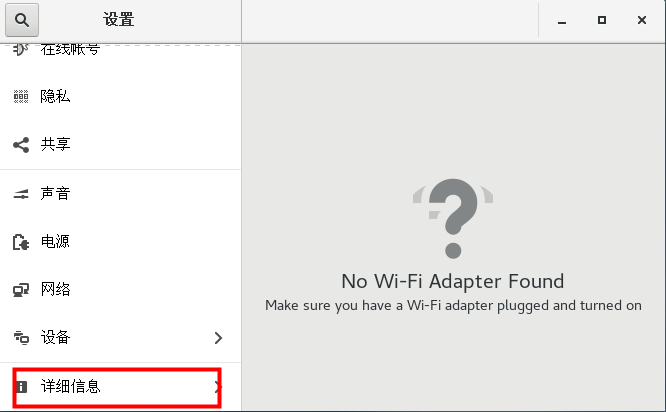 设置
在线帐号
隐私
共享
声音
电源
网络
设备
详细信息
No Wi-Fi Adapter Found
Make sure you have a Wi-Fi adapter plugged and turned on